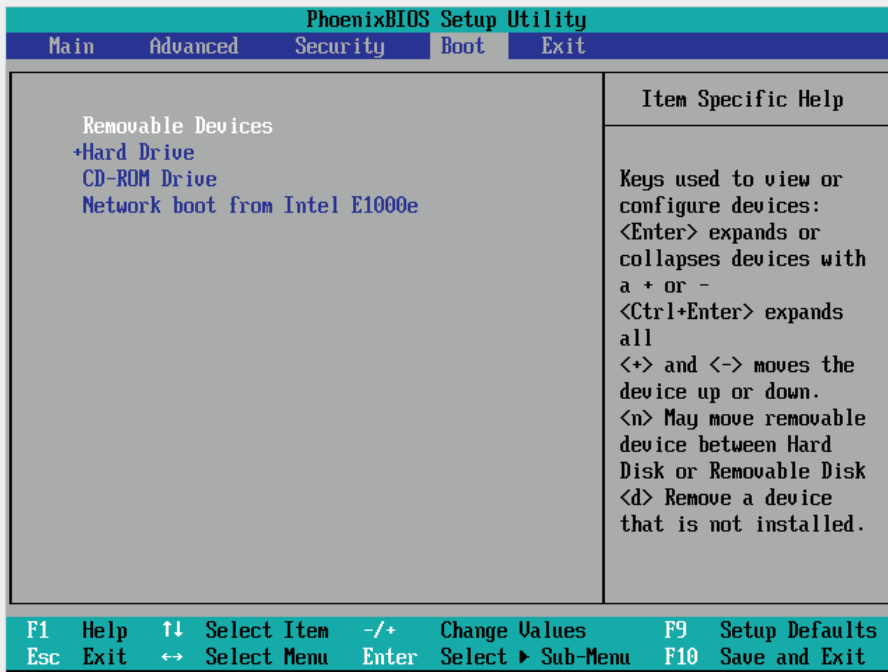 PhoenixBIOS Setup Utility
Main Advanced Security Boot Exit
Removable Devices
+Hard Drive
CD-ROM Drive
Network boot from Intel E1000e
Item Specific Help
Keys used to view or
configure devices:
<Enter> expands or
collapses devices with
a + or -
<Ctrl+Enter> expands
all
<+> and <-> moves the
device up or down.
<n> May move removable
device between Hard
Disk or Removable Disk
<d> Remove a device
that is not installed.
F1 Help ↑↓ Select Item -/+ Change Values F9 Setup Defaults
Esc Exit ↔ Select Menu Enter Select ▶ Sub-Menu F10 Save and Exit